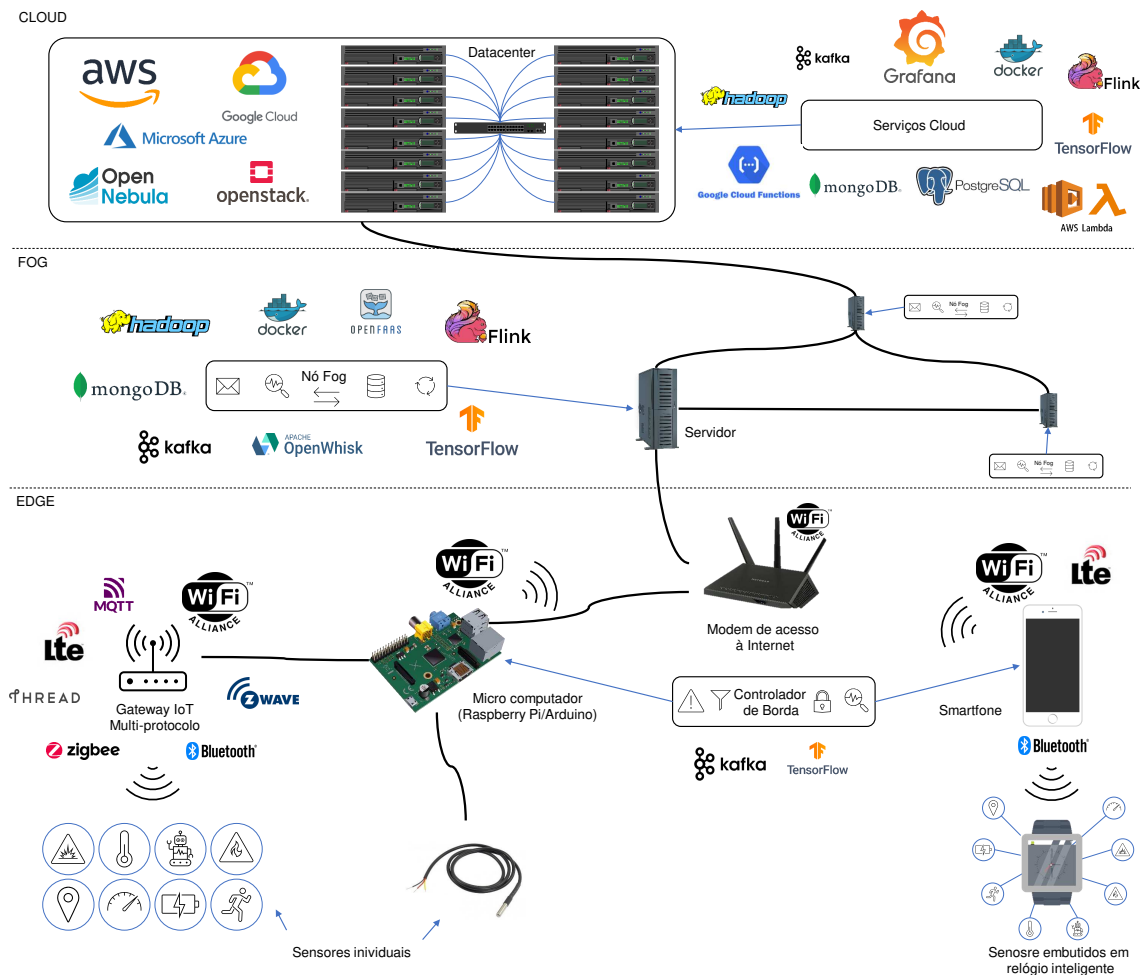 CLOUD
aws
Google Cloud
Microsoft Azure
Open
Nebula
openstack.
Datacenter
kafka
Grafana
docker
Flink
hadoop
Serviços Cloud
TensorFlow
Google Cloud Functions
mongoDB.
PostgreSQL
AWS Lambda
FOG
hadoop
docker
OPENFAAS
Flink
Nó Fog
mongoDB.
Nó Fog
kafka
APACHE
OpenWhisk
TensorFlow
Servidor
Nó Fog
EDGE
MQTT
Wi Fi
ALLIANCE
TM
Lte
THREAD
Gateway IoT
Multi-protocolo
Z WAVE
zigbee
Bluetooth®
Wi Fi
TM
ALLIANCE
Micro computador
(Raspberry Pi/Arduino)
Wi Fi
ALLIANCE
Modem de acesso
à Internet
Controlador
de Borda
kafka
TensorFlow
Wi Fi
TM
ALLIANCE
Lte
Smartfone
Bluetooth®
Sensores inividuais
Senosre embutidos em
relógio inteligente